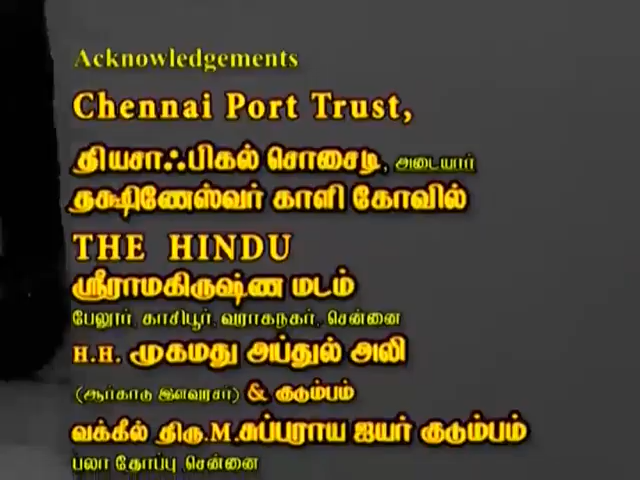 Acknowledgements
Chennai Port Trust,
தியசாஃபிகல் சொசைடி, அடையார்
தக்ஷிணேஸ்வர் காளி கோவில்
THE HINDU
ஸ்ரீராமகிருஷ்ண மடம்
பேலூர், காசிபூர், வராகநகர், சென்னை
H.H. முகமது அப்துல் அலி
(ஆர்காடு இளவரசர்) & குடும்பம்
வக்கீல் திரு.M.சுப்பராய ஐயர் குடும்பம்
பலா தோப்பு சென்னை